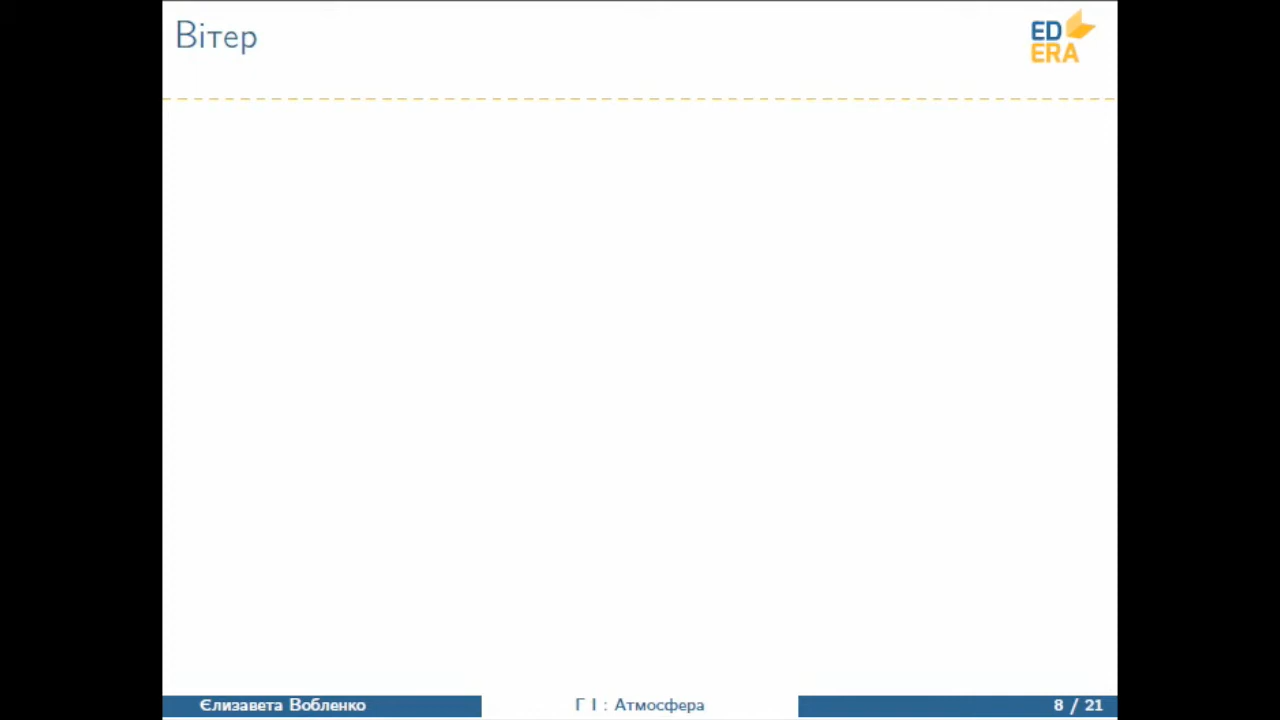 Вітер
ED
ERA
Єлизавета Вобленко
Г І : Атмосфера
8 / 21